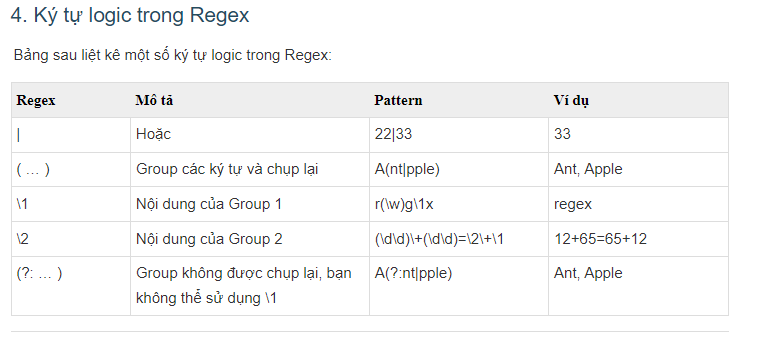 4. Ký tự logic trong Regex
Bảng sau liệt kê một số ký tự logic trong Regex:
Regex Mô tả Pattern Ví dụ
| Hoặc 22|33 33
( … ) Group các ký tự và chụp lại A(nt|pple) Ant, Apple
\1 Nội dung của Group 1 r(\w)g\1x regex
\2 Nội dung của Group 2 (\d\d)\+(\d\d)=\2\+\1 12+65=65+12
(?: … ) Group không được chụp lại, bạn A(?:nt|pple) Ant, Apple
không thể sử dụng \1